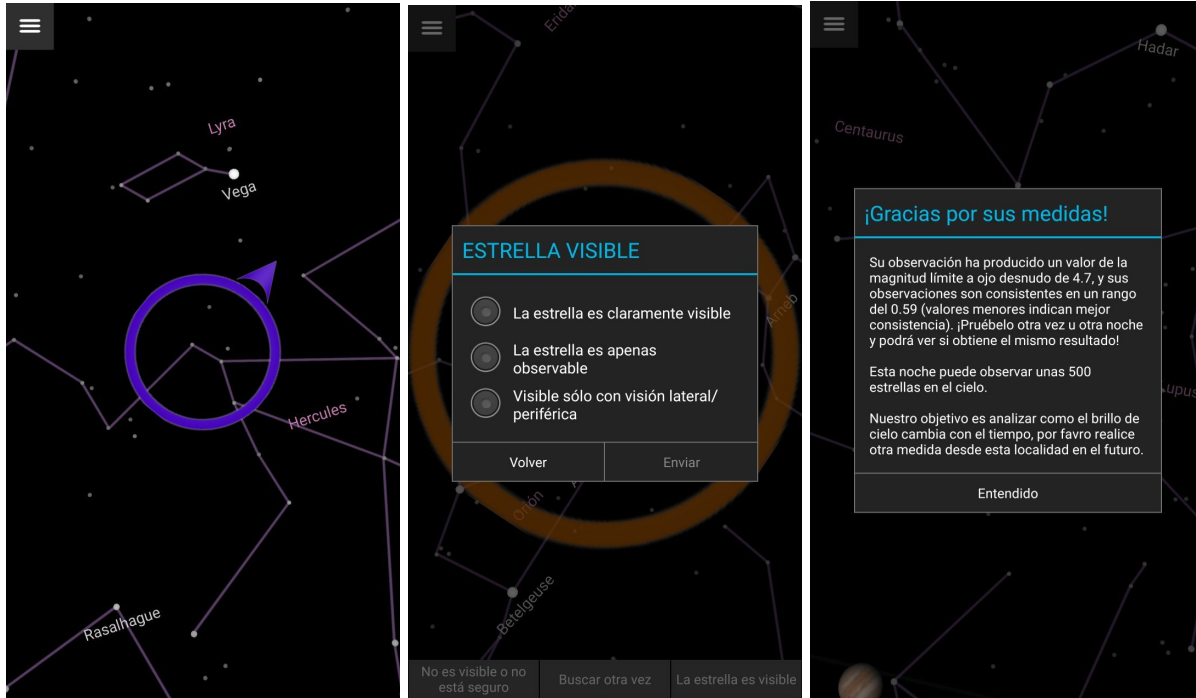 Lyra
Vega
Hercules
Rasalhague
ESTRELLA VISIBLE
La estrella es claramente visible
La estrella es apenas
observable
Visible sólo con visión lateral/
periférica
Volver
Enviar
Arneb
Orión
Betelgeuse
No es visible o no
está seguro
Buscar otra vez
La estrella es visible
Hadar
Centaurus
¡Gracias por sus medidas!
Su observación ha producido un valor de la
magnitud límite a ojo desnudo de 4.7, y sus
observaciones son consistentes en un rango
del 0.59 (valores menores indican mejor
consistencia). ¡Pruébelo otra vez u otra noche
y podrá ver si obtiene el mismo resultado!
Esta noche puede observar unas 500
estrellas en el cielo.
Nuestro objetivo es analizar como el brillo de
cielo cambia con el tiempo, por favro realice
otra medida desde esta localidad en el futuro.
Entendido